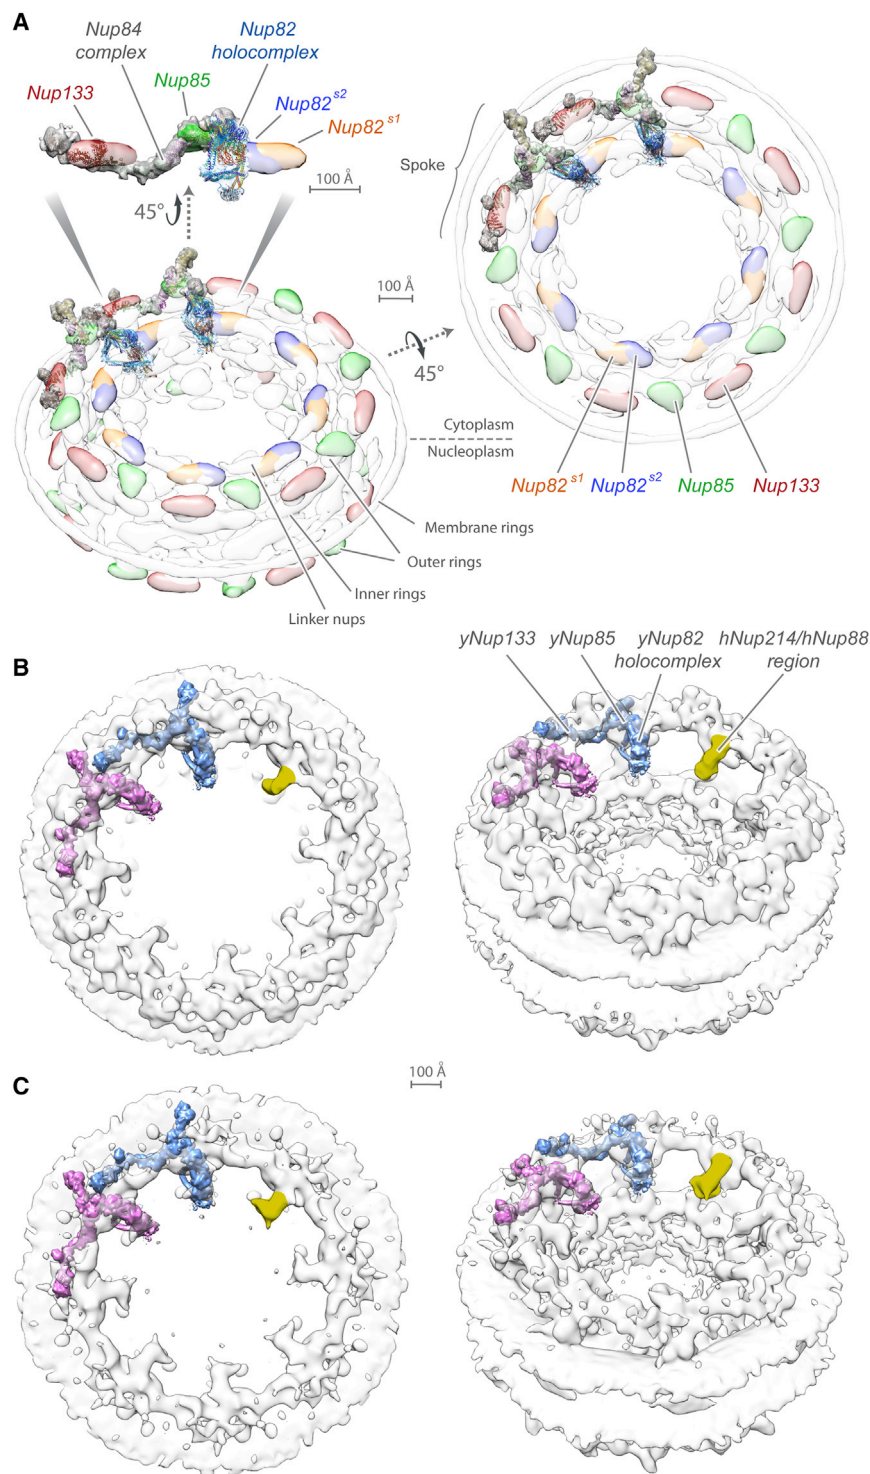 A
Nup84
complex
Nup82
holocomplex
Nup85
Nup133
Nup82 s2
Nup82 s1
100 Å
45°
Spoke
100 Å
45°
Cytoplasm
Nucleoplasm
Nup82 s1 Nup82 s2 Nup85 Nup133
Membrane rings
Outer rings
Inner rings
Linker nups
B
yNup133 yNup85 yNup82
holocomplex
hNup214/hNup88
region
C
100 Å